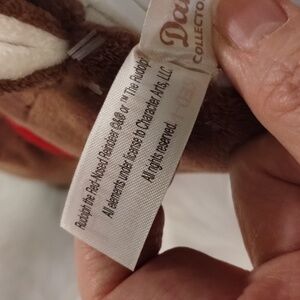 Da
COLLECTO
Rudolph the Red-Nosed Reindeer ©&® or ™ The Rudolph
All elements under license to Character Arts, LLC.
All rights reserved.